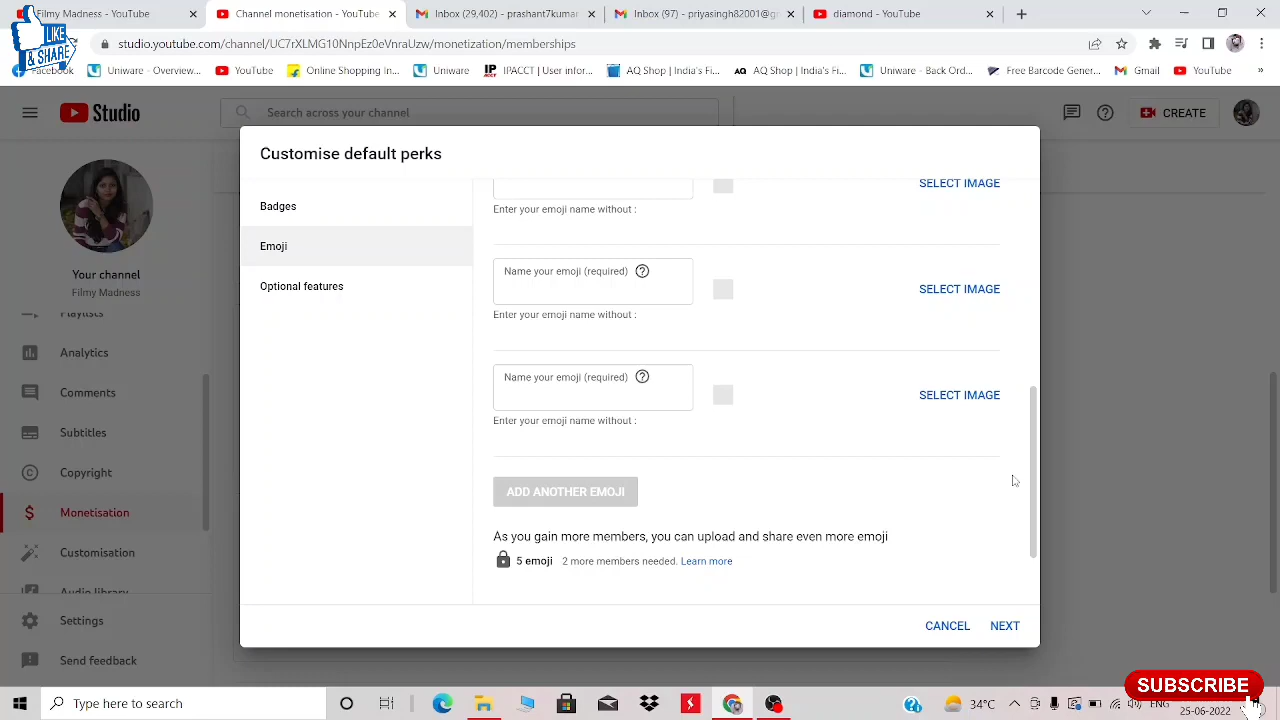 Filmy Madness - YouTube
Channel m - YouTube
Inbox - prashant
(97) - pri
diamond - YouTube
LIKE
& SHARE
studio.youtube.com/channel/UC7rXLMG10NnpEz0eVnraUzw/monetization/memberships
Facebook
Uniware - Overview...
YouTube
Online Shopping In...
Uniware
IPACCT | User infor...
AQ Shop | India's Fi...
AQ Shop | India's Fi...
Uniware - Back Ord...
Free Barcode Gener...
Gmail
YouTube
»
Studio
Search across your channel
CREATE
Customise default perks
Badges
Emoji
Optional features
SELECT IMAGE
Enter your emoji name without :
Name your emoji (required)
SELECT IMAGE
Enter your emoji name without :
Name your emoji (required)
SELECT IMAGE
Enter your emoji name without :
ADD ANOTHER EMOJI
As you gain more members, you can upload and share even more emoji
5 emoji 2 more members needed. Learn more
CANCEL
NEXT
Your channel
Filmy Madness
Playlists
Analytics
Comments
Subtitles
Copyright
Monetisation
Customisation
Audio library
Settings
Send feedback
SUBSCRIBE
Type here to search
34°C
ENG
25-06-2022